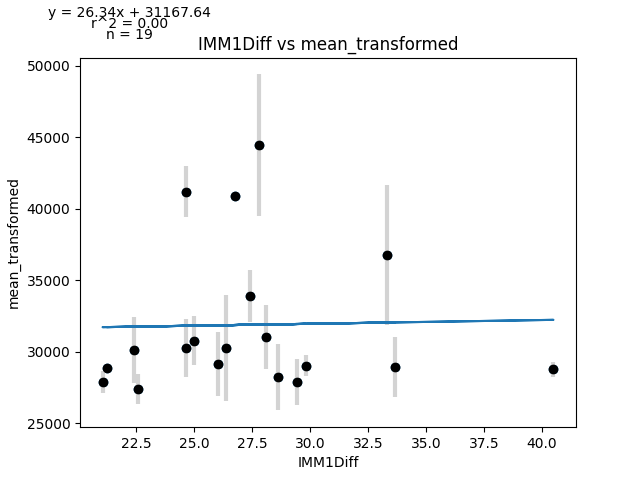 y = 26.34x + 31167.64
r^2 = 0.00
n = 19
IMM1Diff vs mean_transformed
50000
45000
40000
35000
30000
25000
mean_transformed
22.5 25.0 27.5 30.0 32.5 35.0 37.5 40.0
IMM1Diff